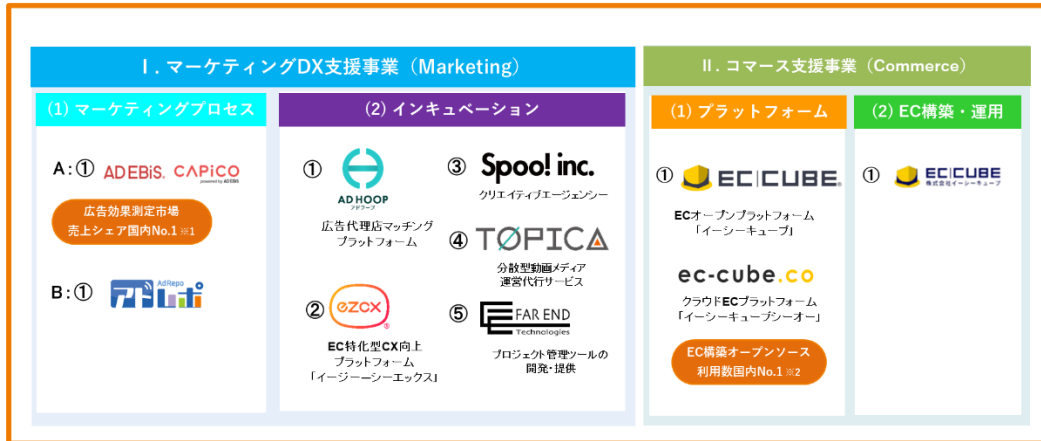 Ⅰ. マーケティングDX支援事業（Marketing）
(1) マーケティングプロセス
A：① AD EBiS. CAPiCO
powered by AD EBiS
広告効果測定市場
売上シェア国内No.1 ※1
B：① アドレポ AdRepo
(2) インキュベーション
①
AD HOOP
アドフープ
広告代理店マッチング
プラットフォーム
② eZCX®
EC特化型CX向上
プラットフォーム
「イージーーシーエックス」
③ Spoo! inc.
クリエイティブエージェンシー
④ TØPICA
分散型動画メディア
運営代行サービス
⑤ FAR END
Technologies
プロジェクト管理ツールの
開発・提供
Ⅱ. コマース支援事業（Commerce）
(1) プラットフォーム
① EC|CUBE®
ECオープンプラットフォーム
「イーシーキューブ」
ec-cube.co
クラウドECプラットフォーム
「イーシーキューブシーオー」
EC構築オープンソース
利用数国内No.1 ※2
(2) EC構築・運用
① EC|CUBE
株式会社イーシーキューブ